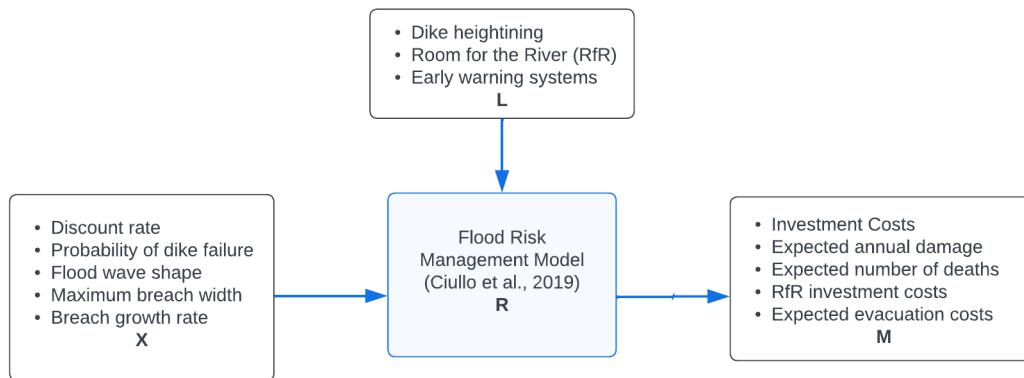 • Dike heightining
• Room for the River (RfR)
• Early warning systems
L
• Discount rate
• Probability of dike failure
• Flood wave shape
• Maximum breach width
• Breach growth rate
X
Flood Risk
Management Model
(Ciullo et al., 2019)
R
• Investment Costs
• Expected annual damage
• Expected number of deaths
• RfR investment costs
• Expected evacuation costs
M